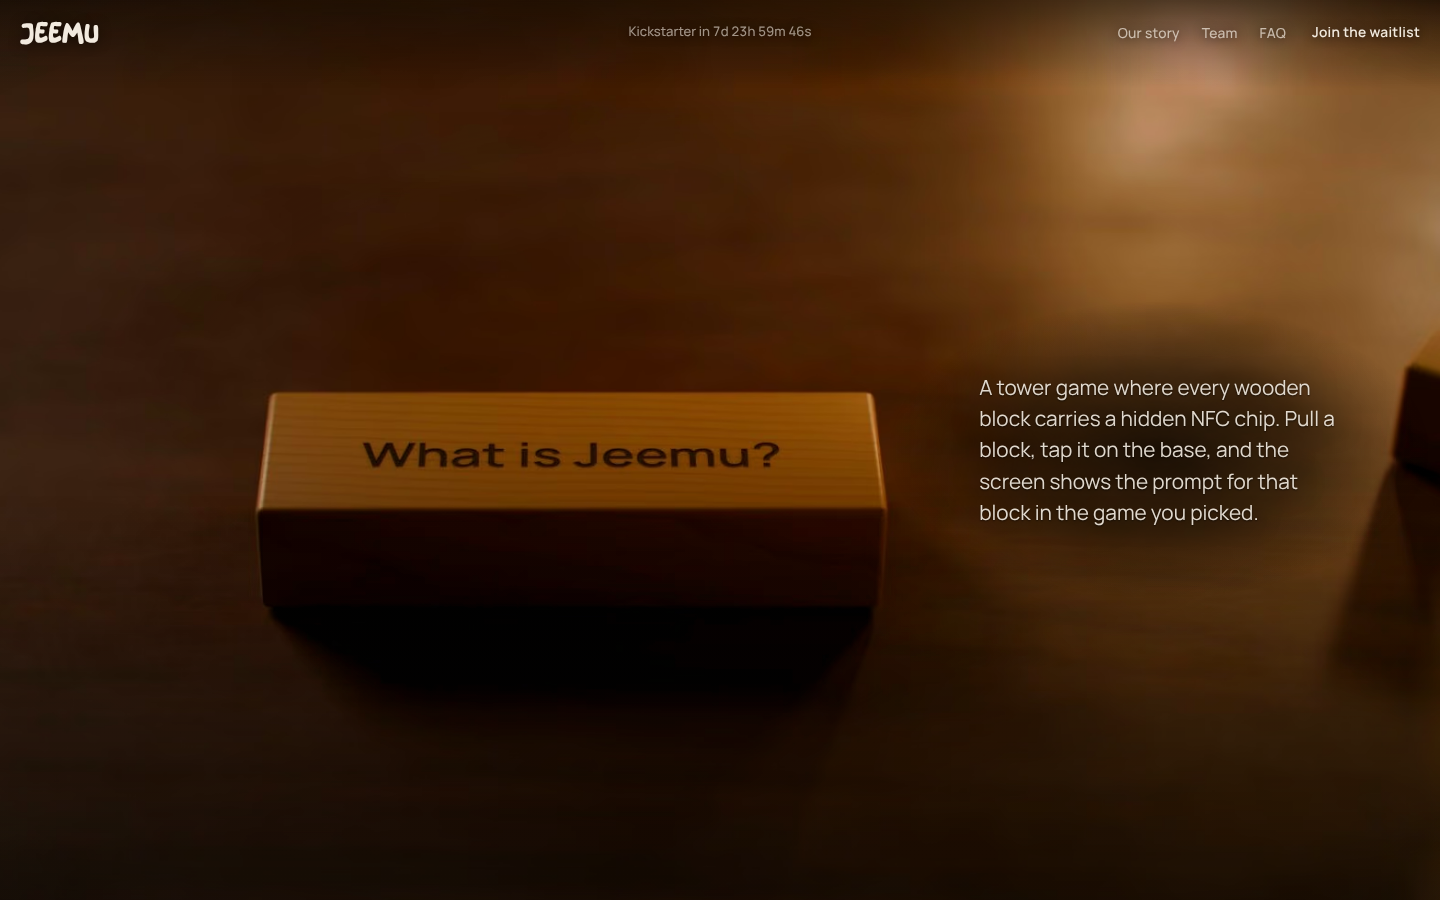 JEEMU
Kickstarter in 7d 23h 59m 46s
Our story
Team
FAQ
Join the waitlist
What is Jeemu?
A tower game where every wooden
block carries a hidden NFC chip. Pull a
block, tap it on the base, and the
screen shows the prompt for that
block in the game you picked.